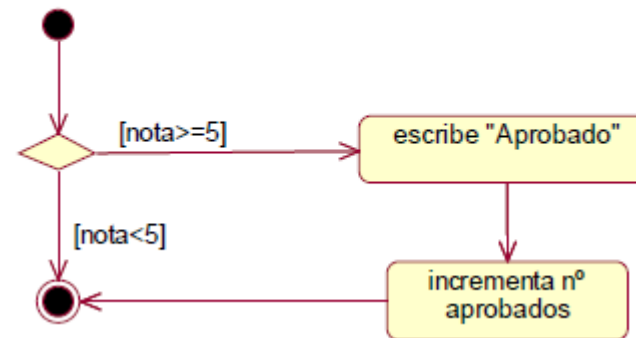 [nota>=5]
escribe "Aprobado"
[nota<5]
incrementa nº
aprobados